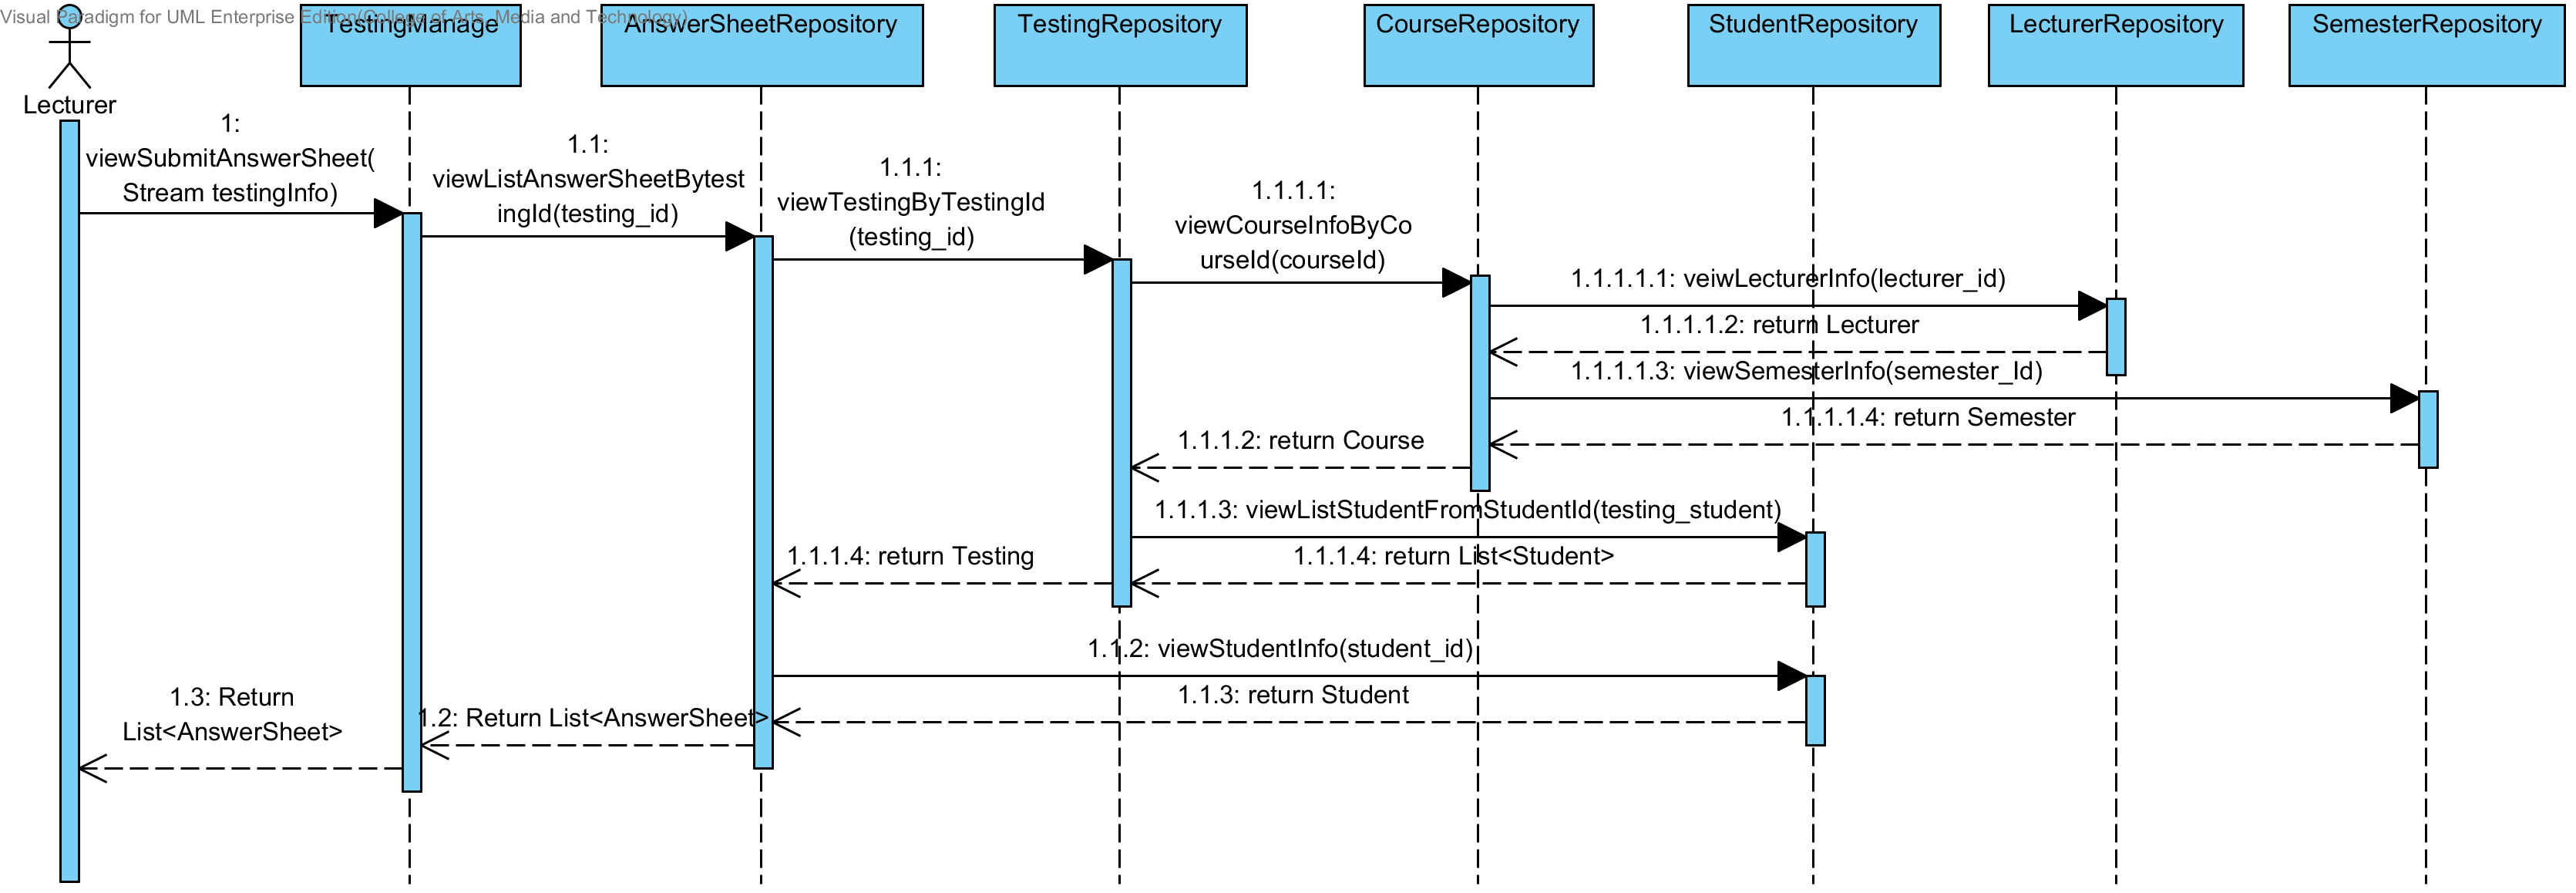 Visual Paradigm for UML Enterprise Edition(College of Arts, Media and Technology)
TestingManage
AnswerSheetRepository
TestingRepository
CourseRepository
StudentRepository
LecturerRepository
SemesterRepository
Lecturer
1:
viewSubmitAnswerSheet(
Stream testingInfo)
1.1:
viewListAnswerSheetBytest
ingId(testing_id)
1.1.1:
viewTestingByTestingId
(testing_id)
1.1.1.1:
viewCourseInfoByCo
urseId(courseId)
1.1.1.1.1: veiwLecturerInfo(lecturer_id)
1.1.1.1.2: return Lecturer
1.1.1.1.3: viewSemesterInfo(semester_Id)
1.1.1.1.4: return Semester
1.1.1.2: return Course
1.1.1.3: viewListStudentFromStudentId(testing_student)
1.1.1.4: return Testing
1.1.1.4: return List<Student>
1.1.2: viewStudentInfo(student_id)
1.1.3: return Student
1.2: Return List<AnswerSheet>
1.3: Return
List<AnswerSheet>